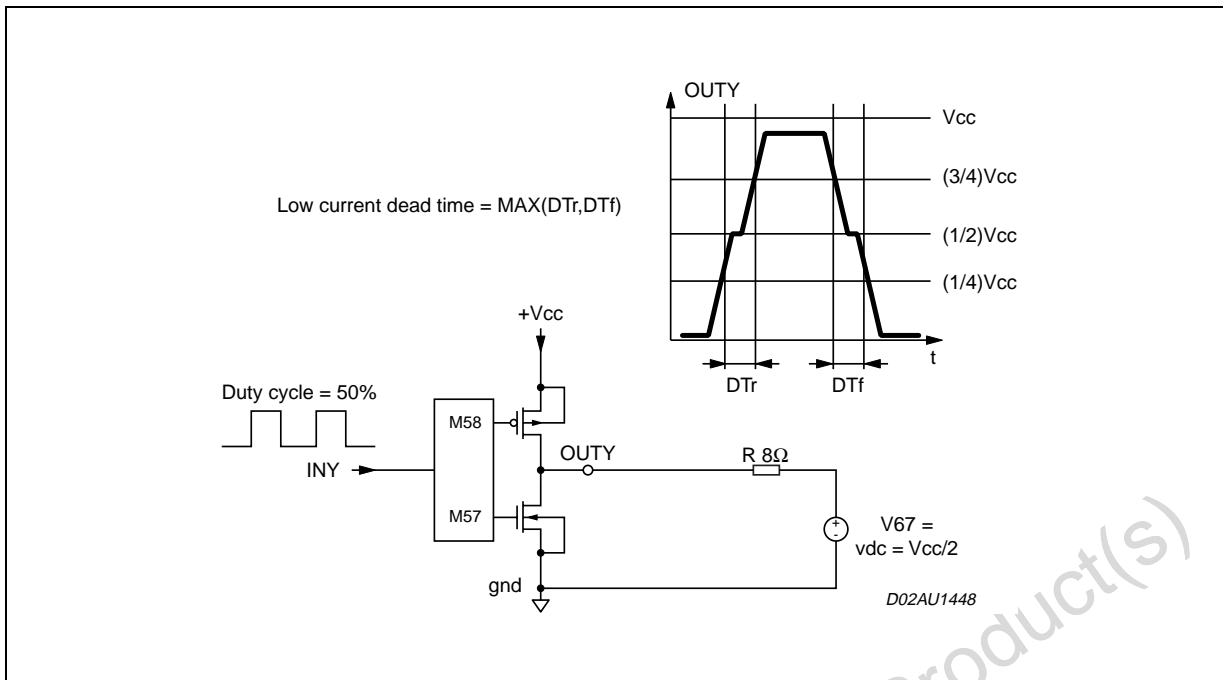 OUTY
Vcc
(3/4)Vcc
Low current dead time = MAX(DTr,DTf)
(1/2)Vcc
(1/4)Vcc
+Vcc
t
DTr
DTf
Duty cycle = 50%
M58
OUTY
R 8Ω
INY
M57
+
-
V67 =
vdc = Vcc/2
gnd
D02AU1448
roduct(s)